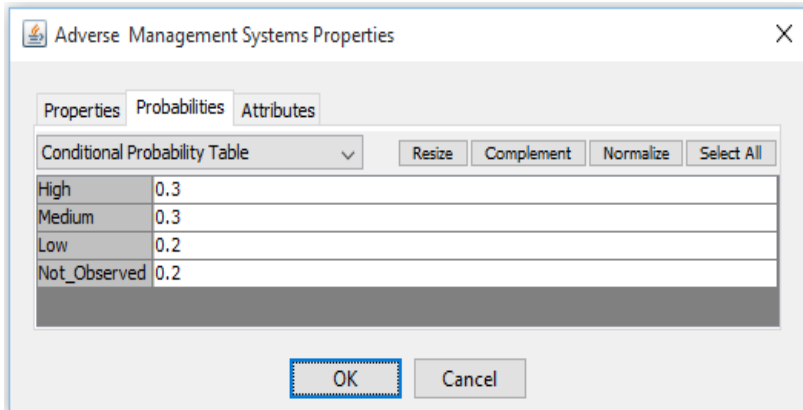 Adverse Management Systems Properties
Properties Probabilities Attributes
Conditional Probability Table Resize Complement Normalize Select All
High 0.3
Medium 0.3
Low 0.2
Not_Observed 0.2
OK Cancel